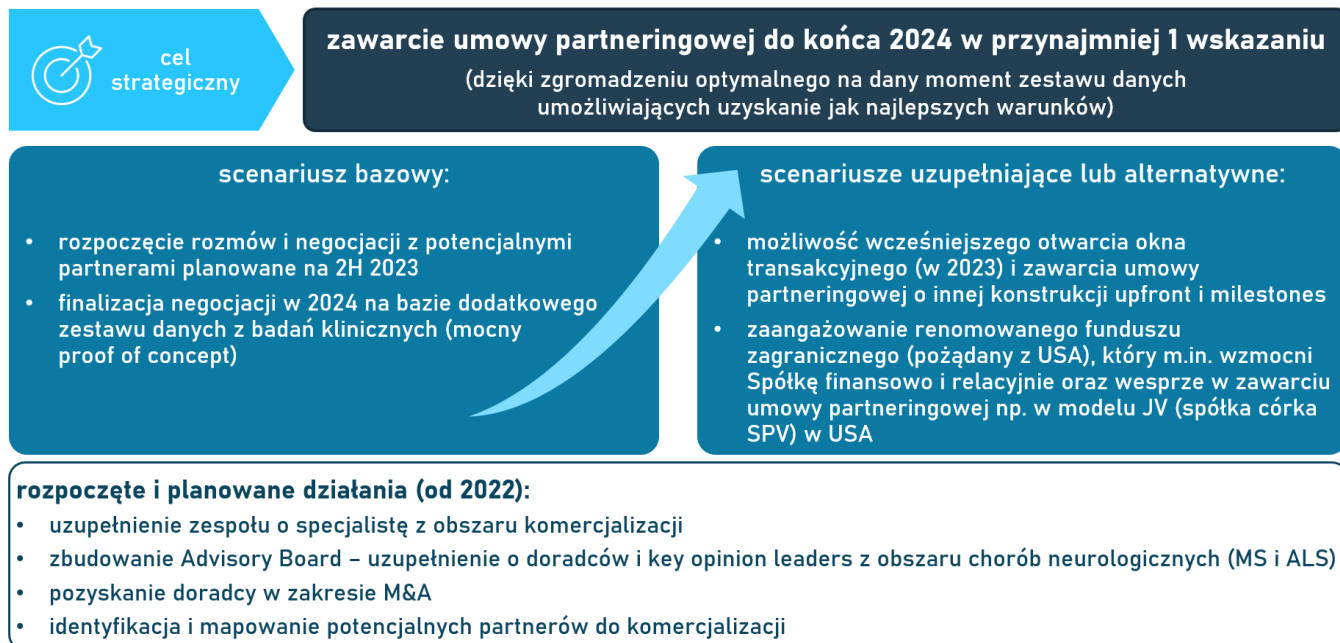 cel
strategiczny
zawarcie umowy partneringowej do końca 2024 w przynajmniej 1 wskazaniu
(dzięki zgromadzeniu optymalnego na dany moment zestawu danych
umożliwiających uzyskanie jak najlepszych warunków)
scenariusz bazowy:
• rozpoczęcie rozmów i negocjacji z potencjalnymi
partnerami planowane na 2H 2023
• finalizacja negocjacji w 2024 na bazie dodatkowego
zestawu danych z badań klinicznych (mocny
proof of concept)
scenariusze uzupełniające lub alternatywne:
• możliwość wcześniejszego otwarcia okna
transakcyjnego (w 2023) i zawarcia umowy
partneringowej o innej konstrukcji upfront i milestones
• zaangażowanie renomowanego funduszu
zagranicznego (pożądany z USA), który m.in. wzmocni
Spółkę finansowo i relacyjnie oraz wesprze w zawarciu
umowy partneringowej np. w modelu JV (spółka córka
SPV) w USA
rozpoczęte i planowane działania (od 2022):
• uzupełnienie zespołu o specjalistę z obszaru komercjalizacji
• zbudowanie Advisory Board – uzupełnienie o doradców i key opinion leaders z obszaru chorób neurologicznych (MS i ALS)
• pozyskanie doradcy w zakresie M&A
• identyfikacja i mapowanie potencjalnych partnerów do komercjalizacji